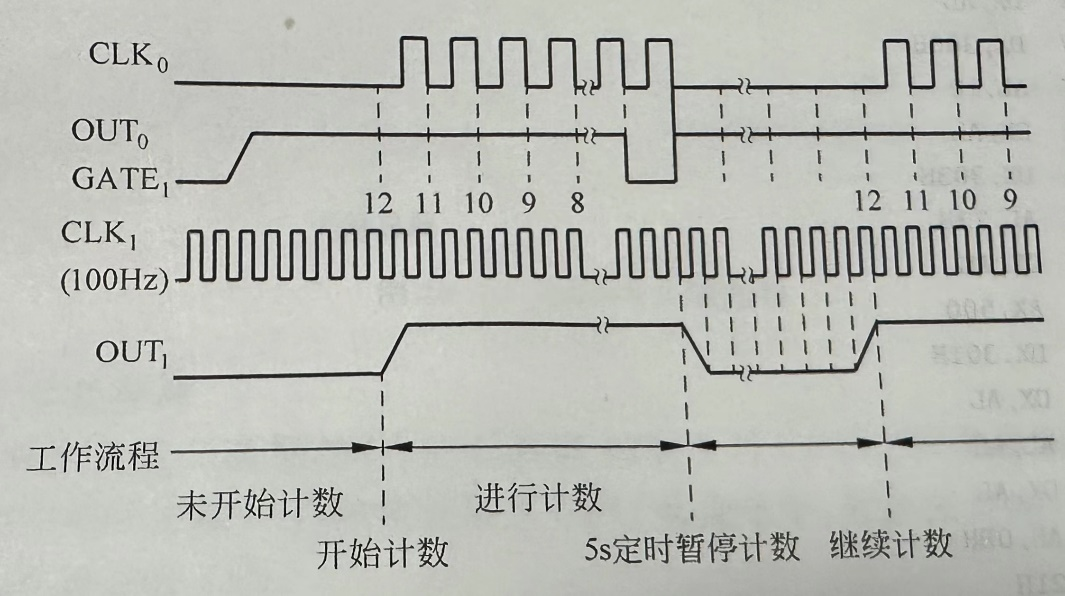 CLK₀
OUT₀
GATE₁
12 11 10 9 8 12 11 10 9
CLK₁
(100Hz)
OUT₁
工作流程
未开始计数 进行计数
开始计数 5s定时暂停计数 继续计数